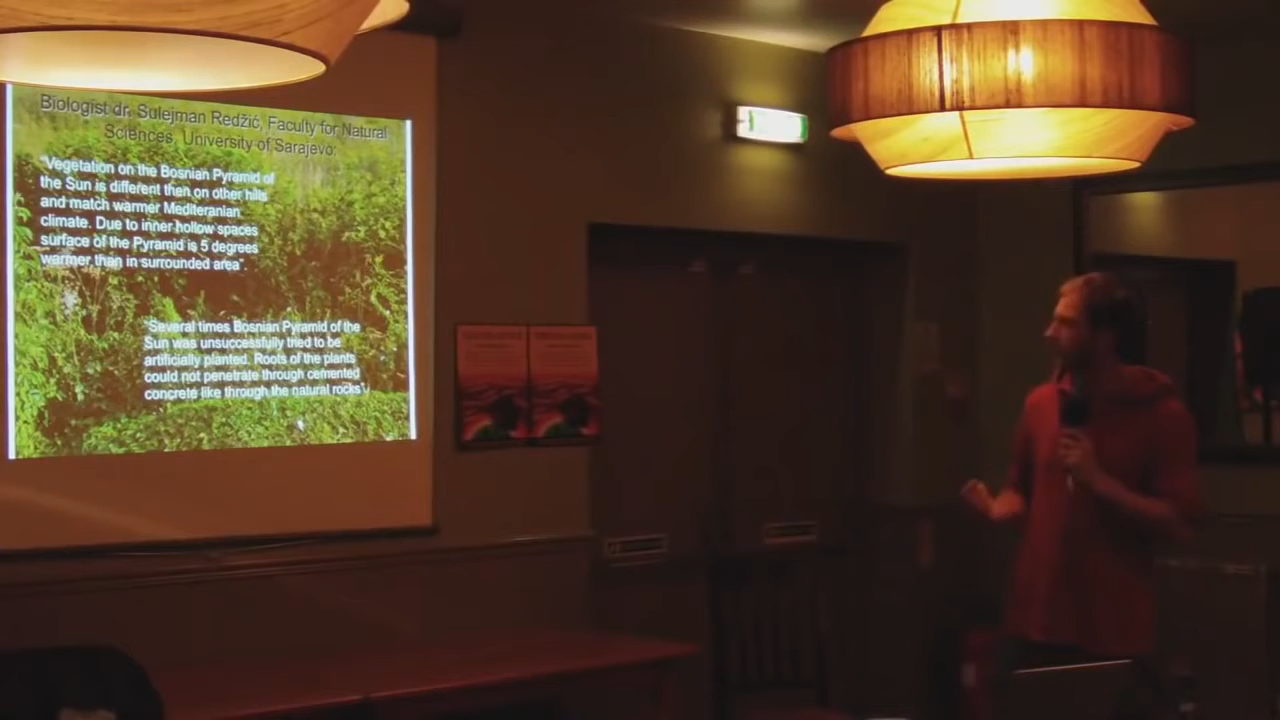 Biologist dr. Sulejman Redžić, Faculty for Natural
Sciences, University of Sarajevo:
"Vegetation on the Bosnian Pyramid of
the Sun is different then on other hills
and match warmer Mediteranian
climate. Due to inner hollow spaces
surface of the Pyramid is 5 degrees
warmer than in surrounded area".
"Several times Bosnian Pyramid of the
Sun was unsuccessfully tried to be
artificially planted. Roots of the plants
could not penetrate through cemented
concrete like through the natural rocks"